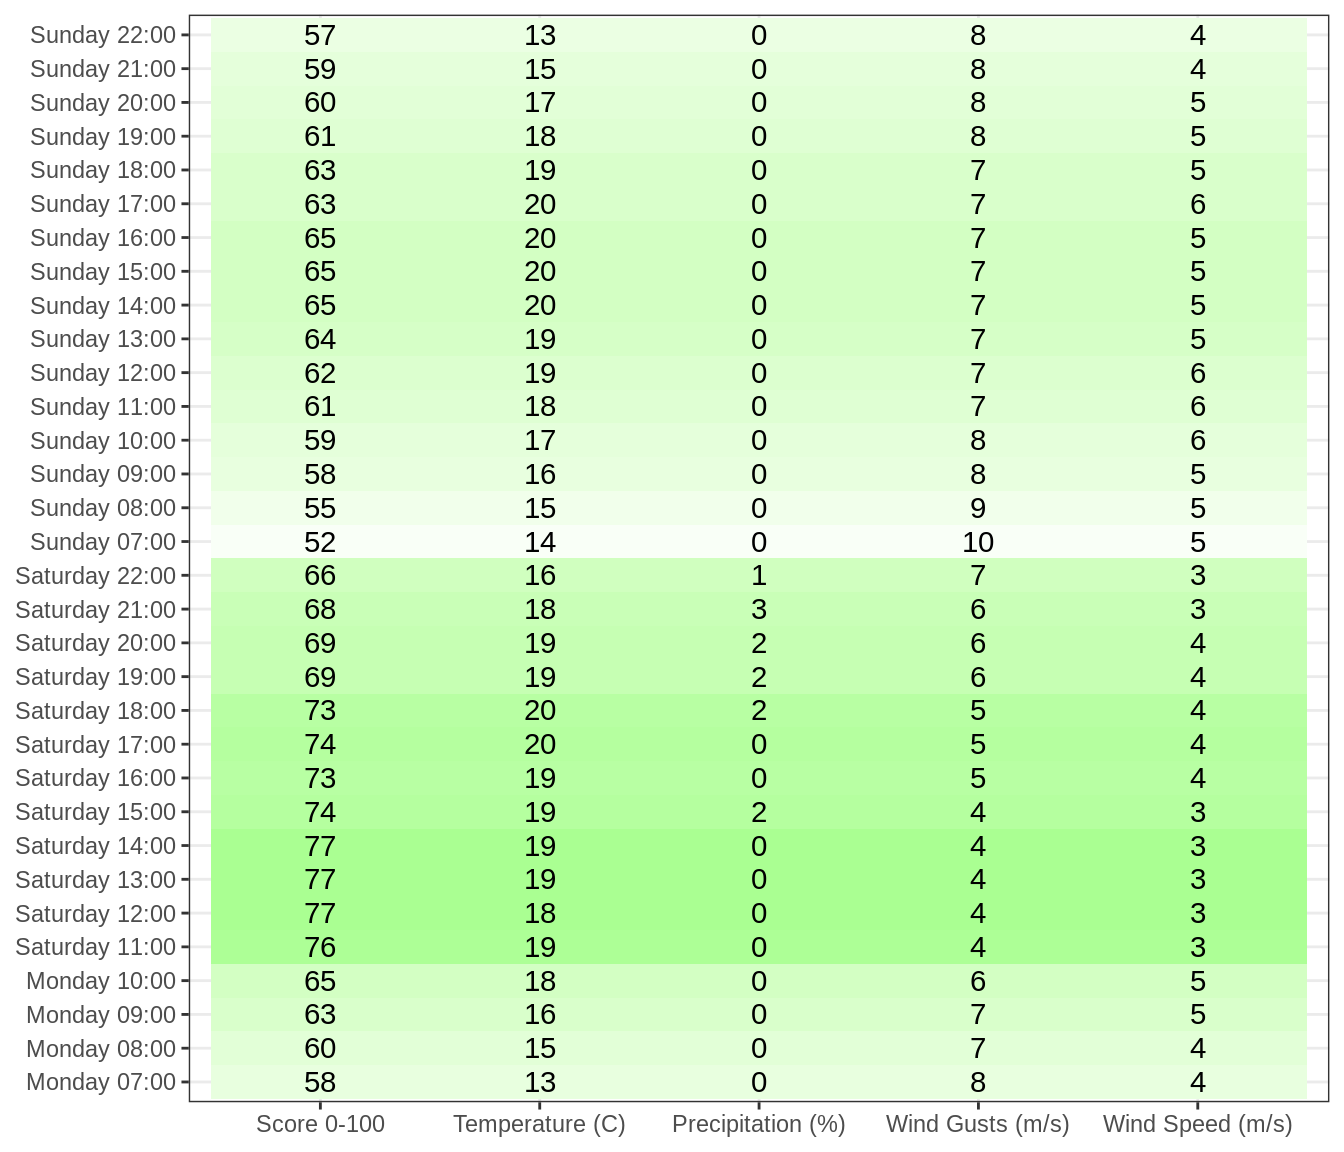 Sunday 22:00 57 13 0 8 4
Sunday 21:00 59 15 0 8 4
Sunday 20:00 60 17 0 8 5
Sunday 19:00 61 18 0 8 5
Sunday 18:00 63 19 0 7 5
Sunday 17:00 63 20 0 7 6
Sunday 16:00 65 20 0 7 5
Sunday 15:00 65 20 0 7 5
Sunday 14:00 65 20 0 7 5
Sunday 13:00 64 19 0 7 5
Sunday 12:00 62 19 0 7 6
Sunday 11:00 61 18 0 7 6
Sunday 10:00 59 17 0 8 6
Sunday 09:00 58 16 0 8 5
Sunday 08:00 55 15 0 9 5
Sunday 07:00 52 14 0 10 5
Saturday 22:00 66 16 1 7 3
Saturday 21:00 68 18 3 6 3
Saturday 20:00 69 19 2 6 4
Saturday 19:00 69 19 2 6 4
Saturday 18:00 73 20 2 5 4
Saturday 17:00 74 20 0 5 4
Saturday 16:00 73 19 0 5 4
Saturday 15:00 74 19 2 4 3
Saturday 14:00 77 19 0 4 3
Saturday 13:00 77 19 0 4 3
Saturday 12:00 77 18 0 4 3
Saturday 11:00 76 19 0 4 3
Monday 10:00 65 18 0 6 5
Monday 09:00 63 16 0 7 5
Monday 08:00 60 15 0 7 4
Monday 07:00 58 13 0 8 4
Score 0-100 Temperature (C) Precipitation (%) Wind Gusts (m/s) Wind Speed (m/s)